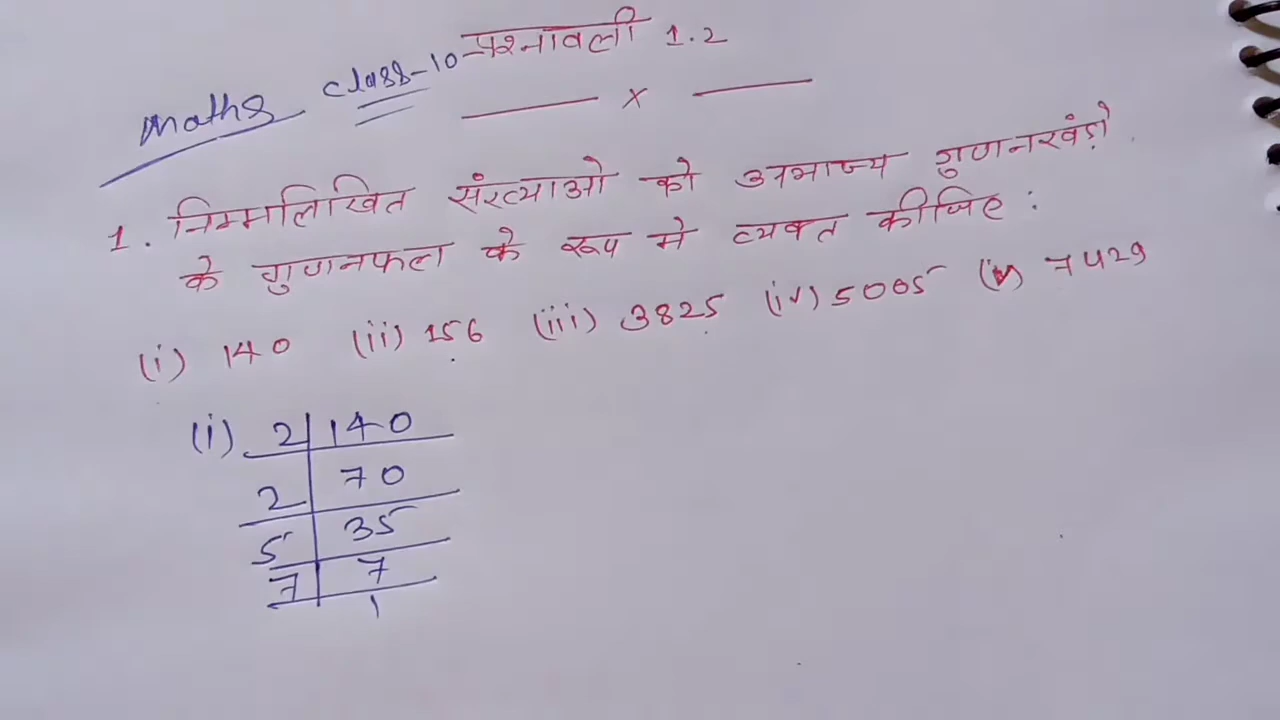 Maths class-10 प्रश्नावली 1.2
x
1. निम्मलिखित संख्याओ को अभाज्य गुणनखंडो
के गुणनफल के रूप मे व्यक्त कीजिए :
(i) 140 (ii) 156 (iii) 3825 (iv) 5005 (v) 7429
(i) 2 | 140
2 | 70
5 | 35
7 | 7
1